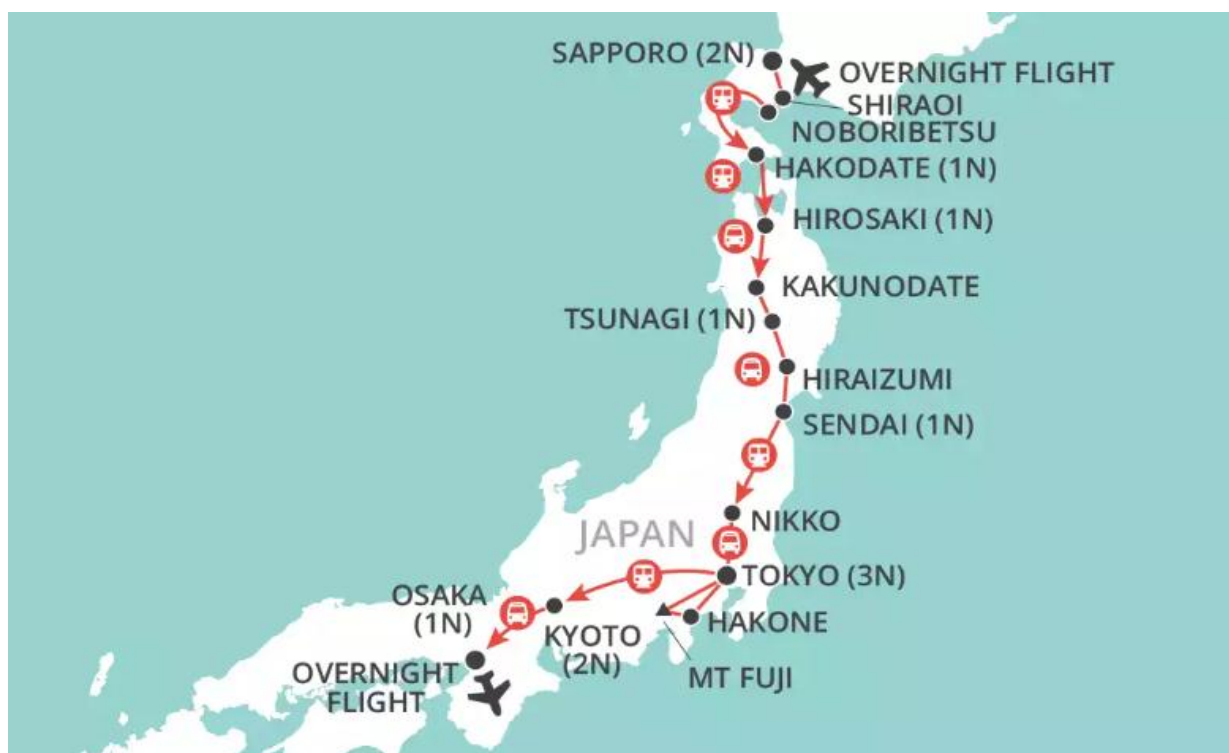 SAPPORO (2N)
OVERNIGHT FLIGHT
SHIRAOI
NOBORIBETSU
HAKODATE (1N)
HIROSAKI (1N)
KAKUNODATE
TSUNAGI (1N)
HIRAIZUMI
SENDAI (1N)
NIKKO
JAPAN
TOKYO (3N)
OSAKA
(1N)
HAKONE
KYOTO
(2N)
MT FUJI
OVERNIGHT
FLIGHT